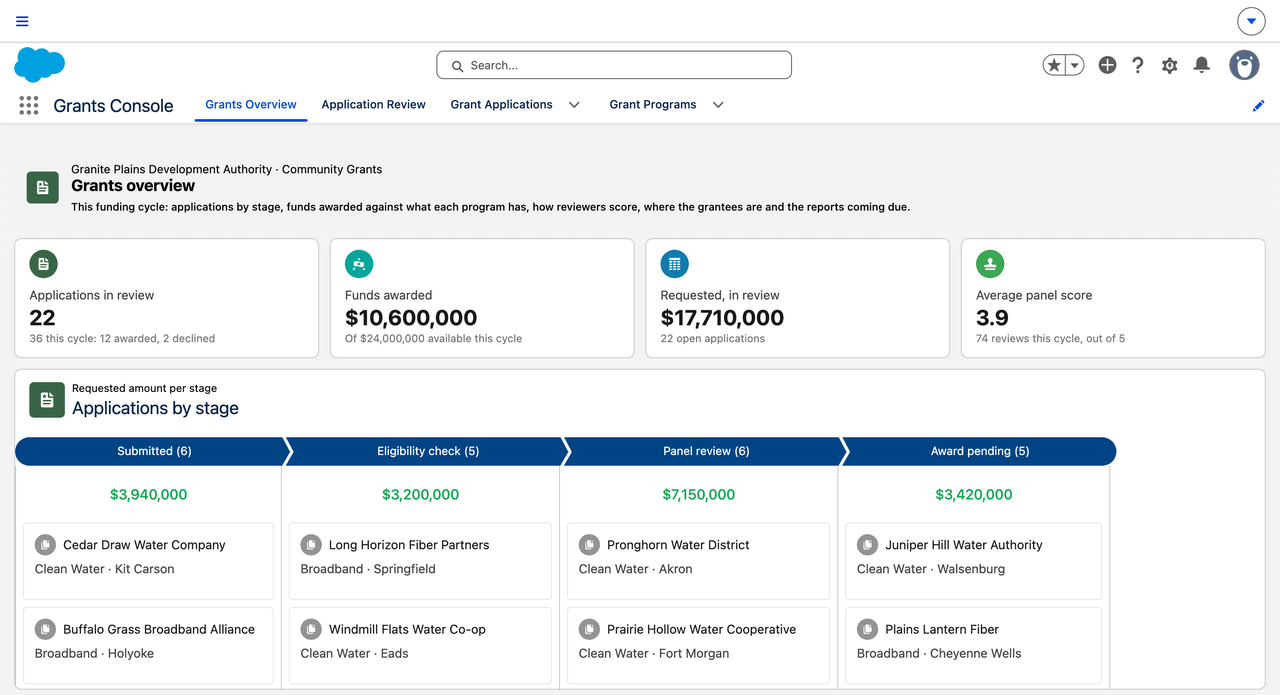 Search...
Grants Console
Grants Overview
Application Review
Grant Applications
Grant Programs
Granite Plains Development Authority · Community Grants
Grants overview
This funding cycle: applications by stage, funds awarded against what each program has, how reviewers score, where the grantees are and the reports coming due.
Applications in review
22
36 this cycle: 12 awarded, 2 declined
Funds awarded
$10,600,000
Of $24,000,000 available this cycle
Requested, in review
$17,710,000
22 open applications
Average panel score
3.9
74 reviews this cycle, out of 5
Requested amount per stage
Applications by stage
Submitted (6)
Eligibility check (5)
Panel review (6)
Award pending (5)
$3,940,000
$3,200,000
$7,150,000
$3,420,000
Cedar Draw Water Company
Clean Water · Kit Carson
Long Horizon Fiber Partners
Broadband · Springfield
Pronghorn Water District
Clean Water · Akron
Juniper Hill Water Authority
Clean Water · Walsenburg
Buffalo Grass Broadband Alliance
Broadband · Holyoke
Windmill Flats Water Co-op
Clean Water · Eads
Prairie Hollow Water Cooperative
Clean Water · Fort Morgan
Plains Lantern Fiber
Broadband · Cheyenne Wells